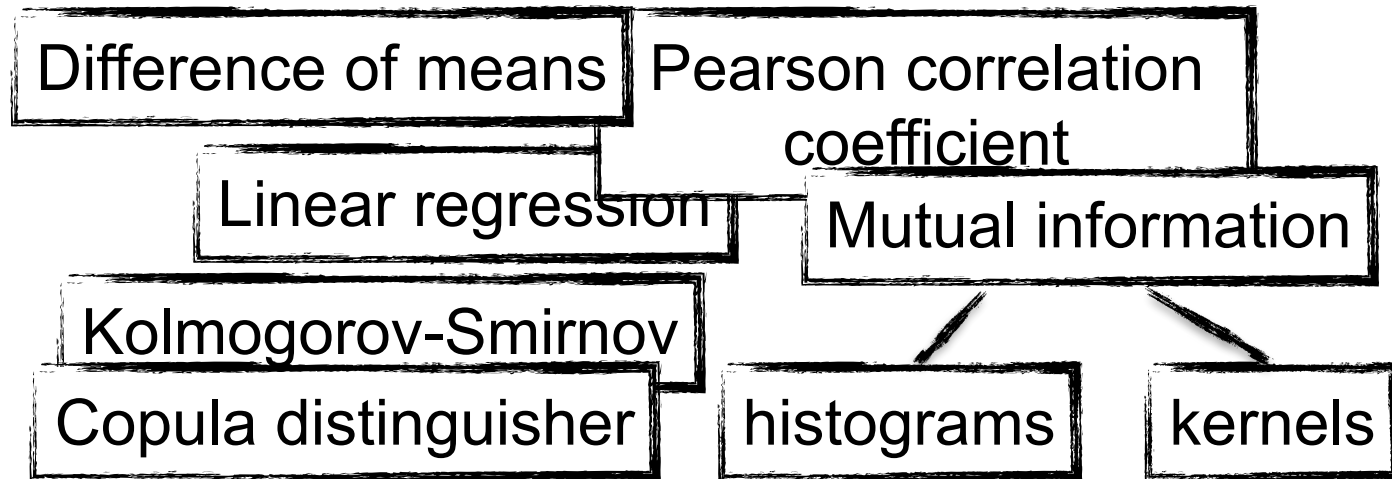 Difference of means
Pearson correlation
coefficient
Linear regression
Mutual information
Kolmogorov-Smirnov
Copula distinguisher
histograms
kernels